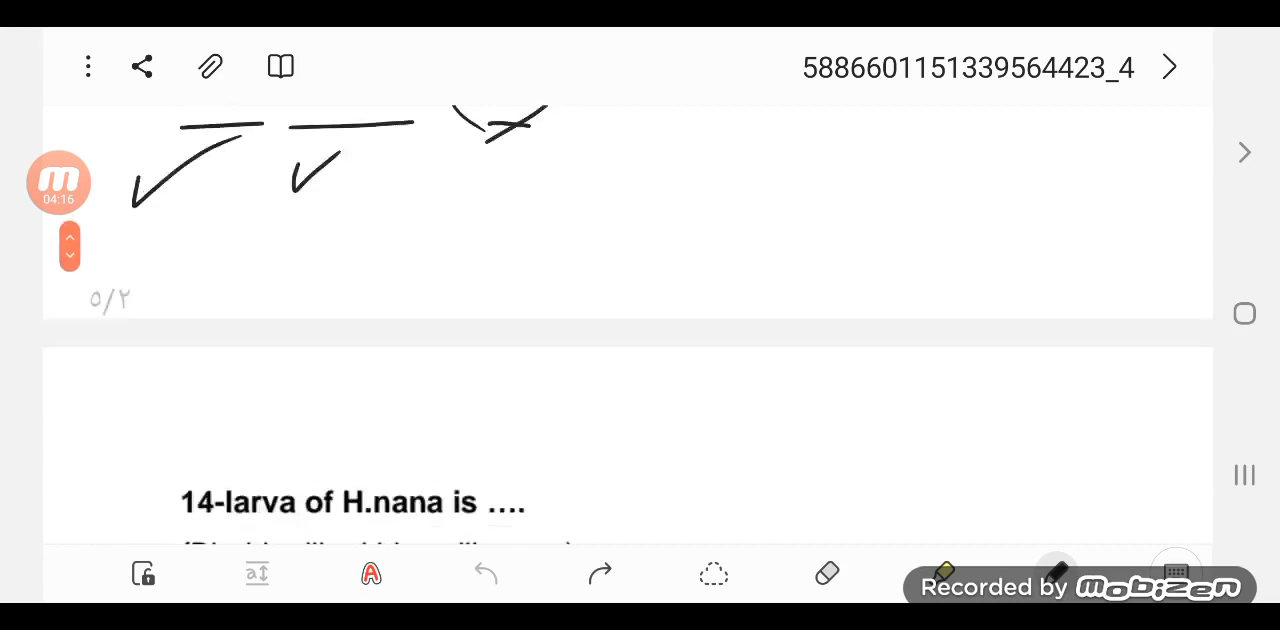 5886601151339564423_4
m
04:16
٥/٢
14-larva of H.nana is ....
a
A
Recorded by mobizen